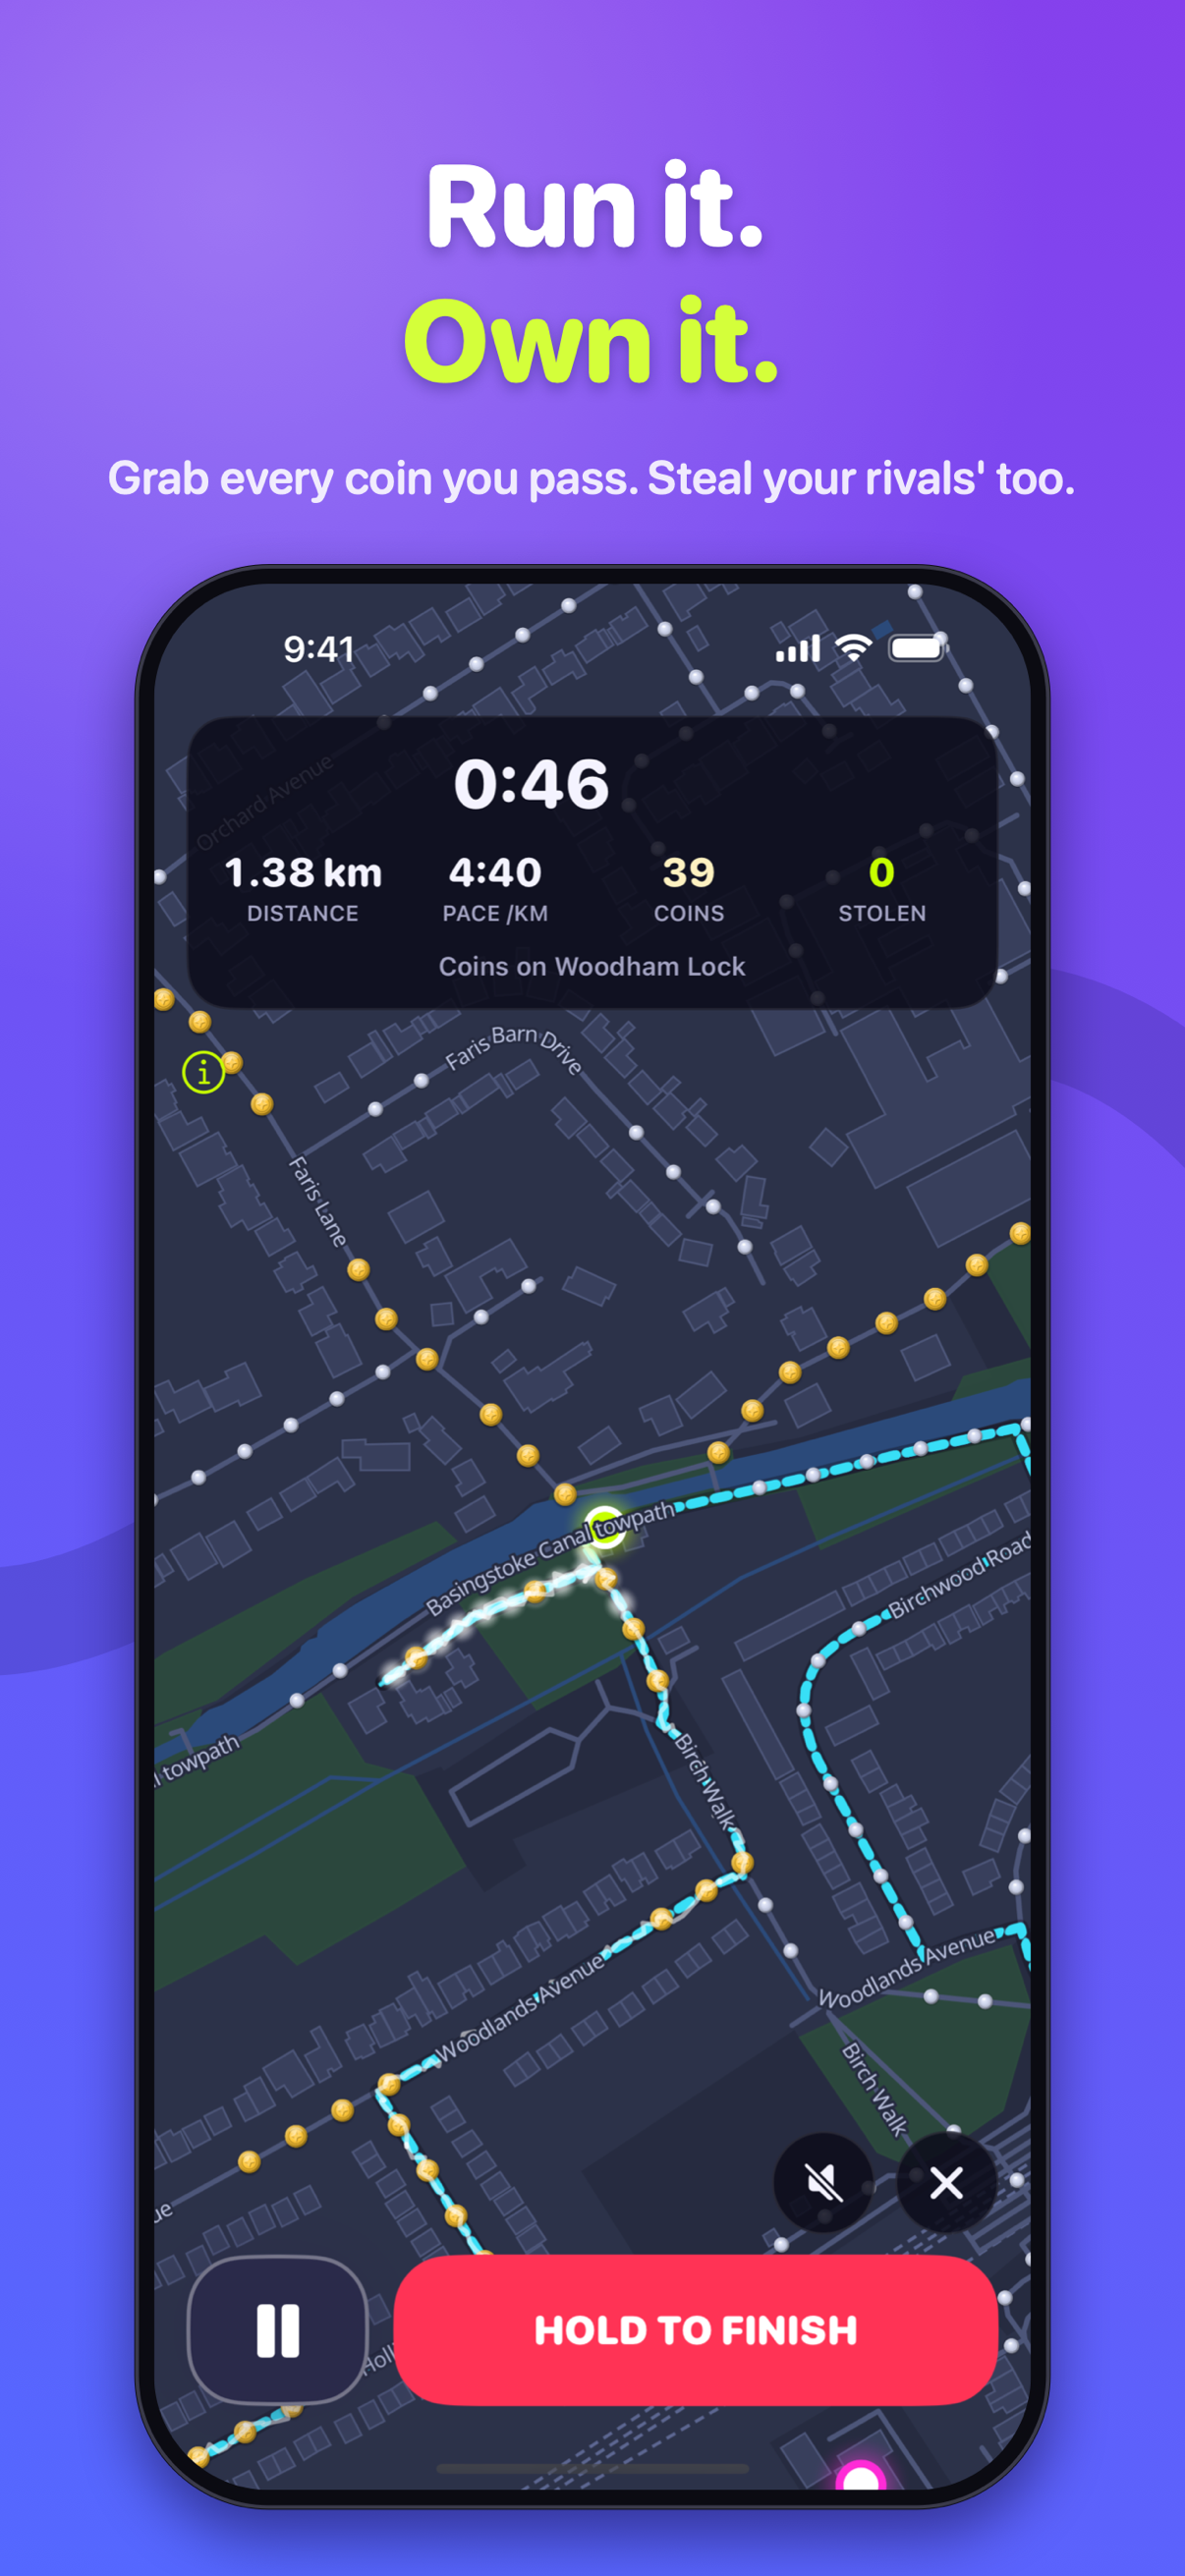 Run it.
Own it.
Grab every coin you pass. Steal your rivals' too.
9:41
Orchard Avenue
0:46
1.38 km
DISTANCE
4:40
PACE /KM
39
COINS
0
STOLEN
Coins on Woodham Lock
Faris Barn Drive
Faris Lane
Basingstoke Canal towpath
Birchwood Road
towpath
Birch Walk
Woodlands Avenue
Woodlands Avenue
Birch Walk
HOLD TO FINISH